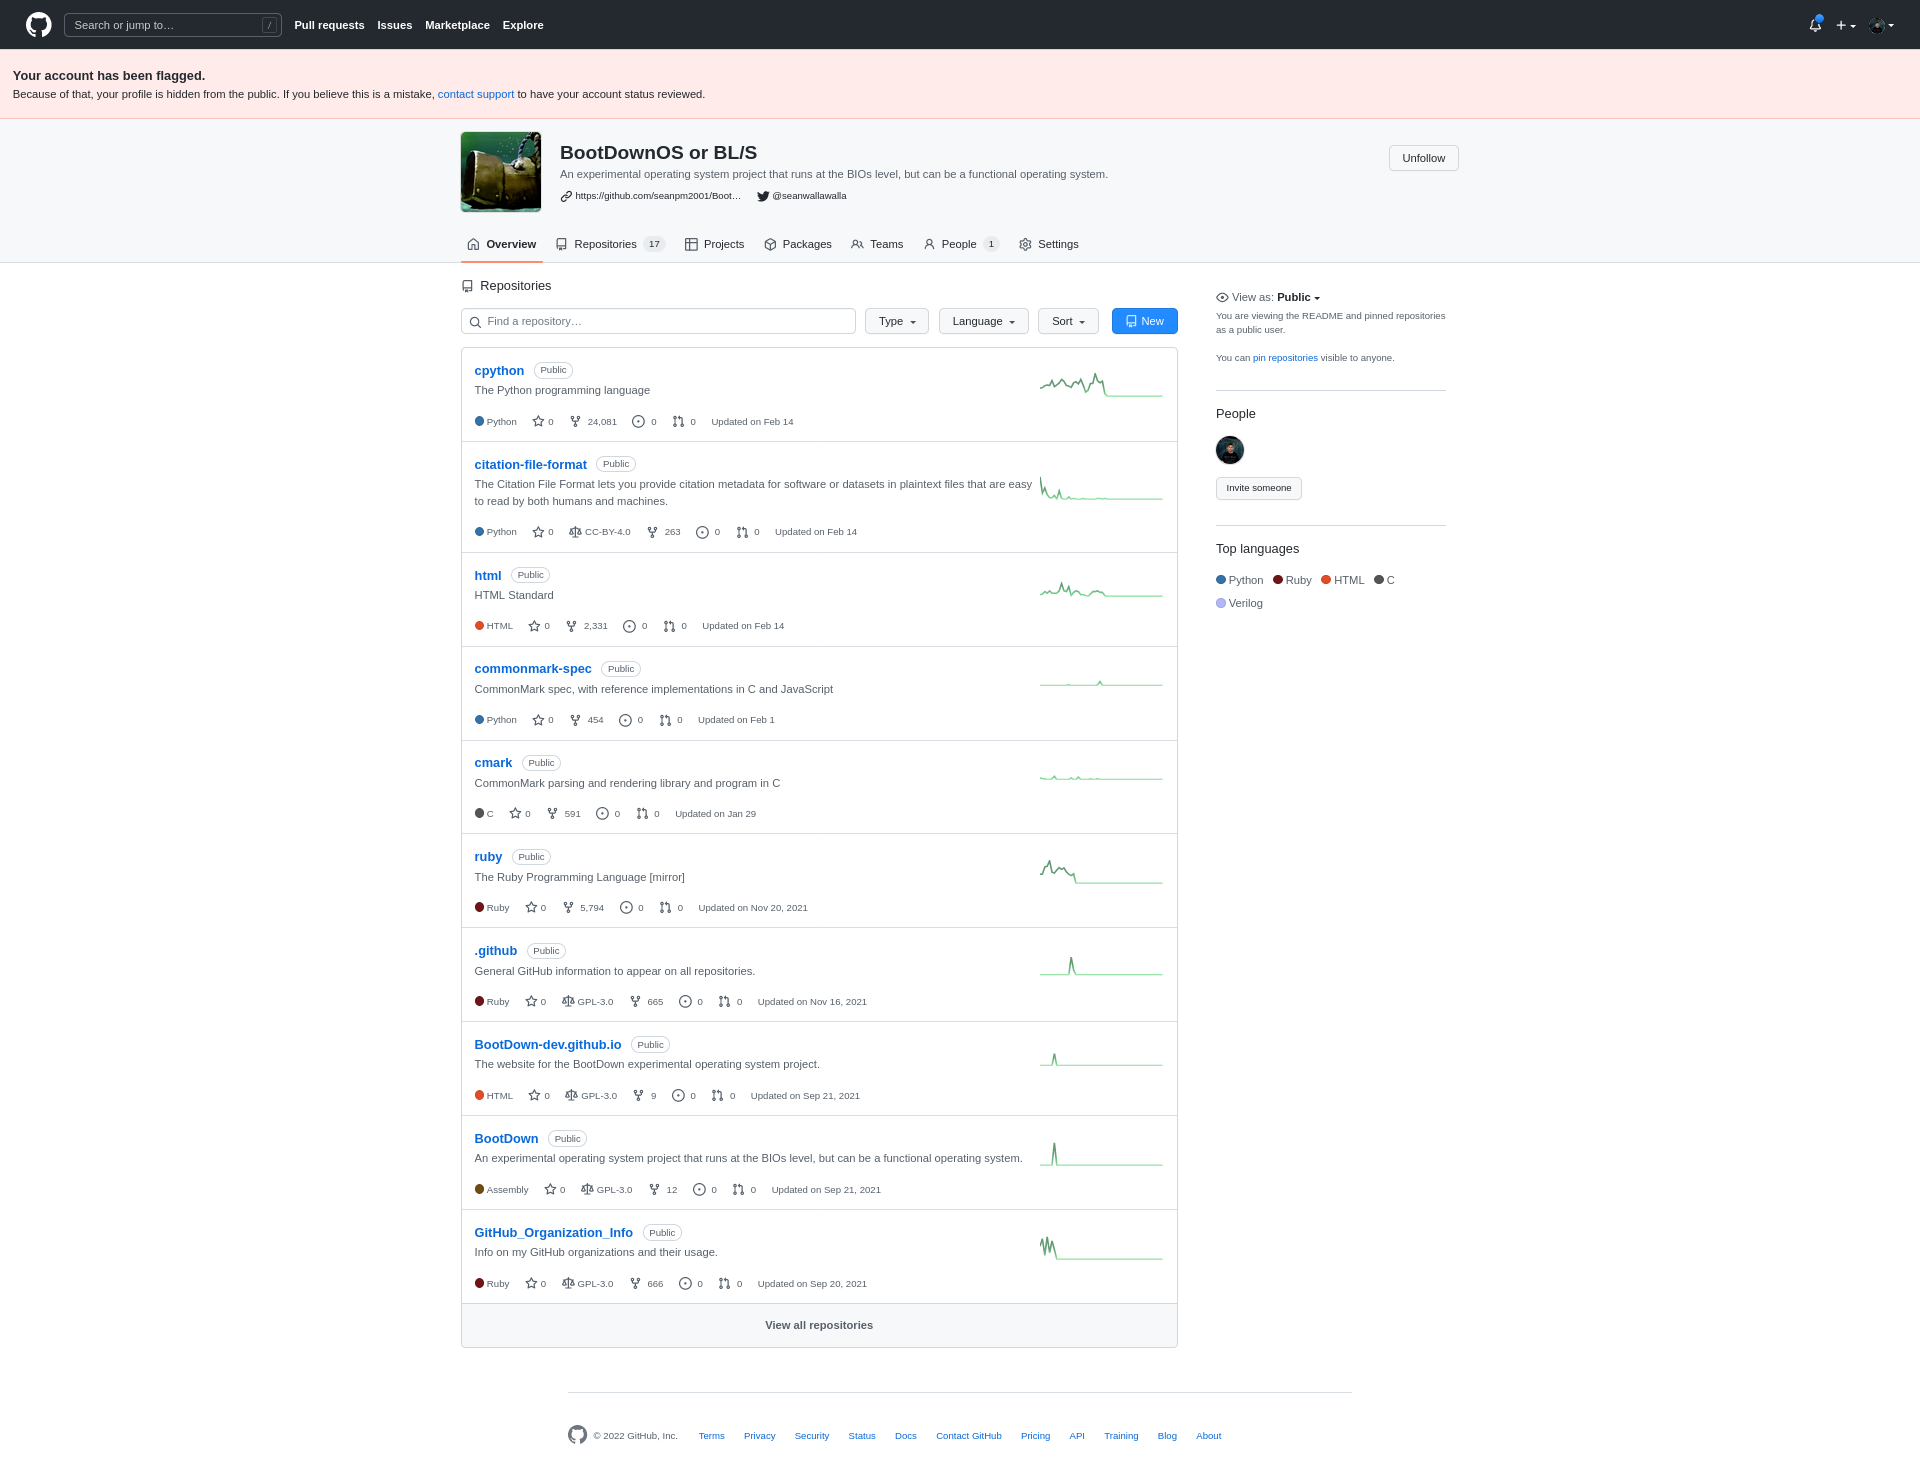 Search or jump to…
/
Pull requests
Issues
Marketplace
Explore
Your account has been flagged.
Because of that, your profile is hidden from the public. If you believe this is a mistake, contact support to have your account status reviewed.
BootDownOS or BL/S
An experimental operating system project that runs at the BIOs level, but can be a functional operating system.
https://github.com/seanpm2001/Boot…
@seanwallawalla
Unfollow
Overview
Repositories 17
Projects
Packages
Teams
People 1
Settings
Repositories
Find a repository…
Type
Language
Sort
New
cpython Public
The Python programming language
Python 0 24,081 0 0 Updated on Feb 14
citation-file-format Public
The Citation File Format lets you provide citation metadata for software or datasets in plaintext files that are easy
to read by both humans and machines.
Python 0 CC-BY-4.0 263 0 0 Updated on Feb 14
html Public
HTML Standard
HTML 0 2,331 0 0 Updated on Feb 14
commonmark-spec Public
CommonMark spec, with reference implementations in C and JavaScript
Python 0 454 0 0 Updated on Feb 1
cmark Public
CommonMark parsing and rendering library and program in C
C 0 591 0 0 Updated on Jan 29
ruby Public
The Ruby Programming Language [mirror]
Ruby 0 5,794 0 0 Updated on Nov 20, 2021
.github Public
General GitHub information to appear on all repositories.
Ruby 0 GPL-3.0 665 0 0 Updated on Nov 16, 2021
BootDown-dev.github.io Public
The website for the BootDown experimental operating system project.
HTML 0 GPL-3.0 9 0 0 Updated on Sep 21, 2021
BootDown Public
An experimental operating system project that runs at the BIOs level, but can be a functional operating system.
Assembly 0 GPL-3.0 12 0 0 Updated on Sep 21, 2021
GitHub_Organization_Info Public
Info on my GitHub organizations and their usage.
Ruby 0 GPL-3.0 666 0 0 Updated on Sep 20, 2021
View all repositories
View as: Public
You are viewing the README and pinned repositories
as a public user.
You can pin repositories visible to anyone.
People
Invite someone
Top languages
Python Ruby HTML C
Verilog
© 2022 GitHub, Inc.
Terms
Privacy
Security
Status
Docs
Contact GitHub
Pricing
API
Training
Blog
About